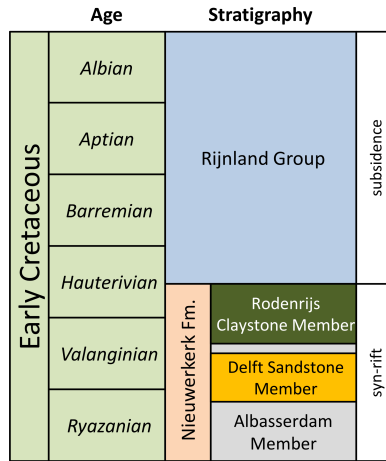 Age
Stratigraphy
Early Cretaceous
Albian
Aptian
Barremian
Hauterivian
Valanginian
Ryazanian
Rijnland Group
Nieuwerkerk Fm.
Rodenrijs
Claystone Member
Delft Sandstone
Member
Albasserdam
Member
subsidence
syn-rift